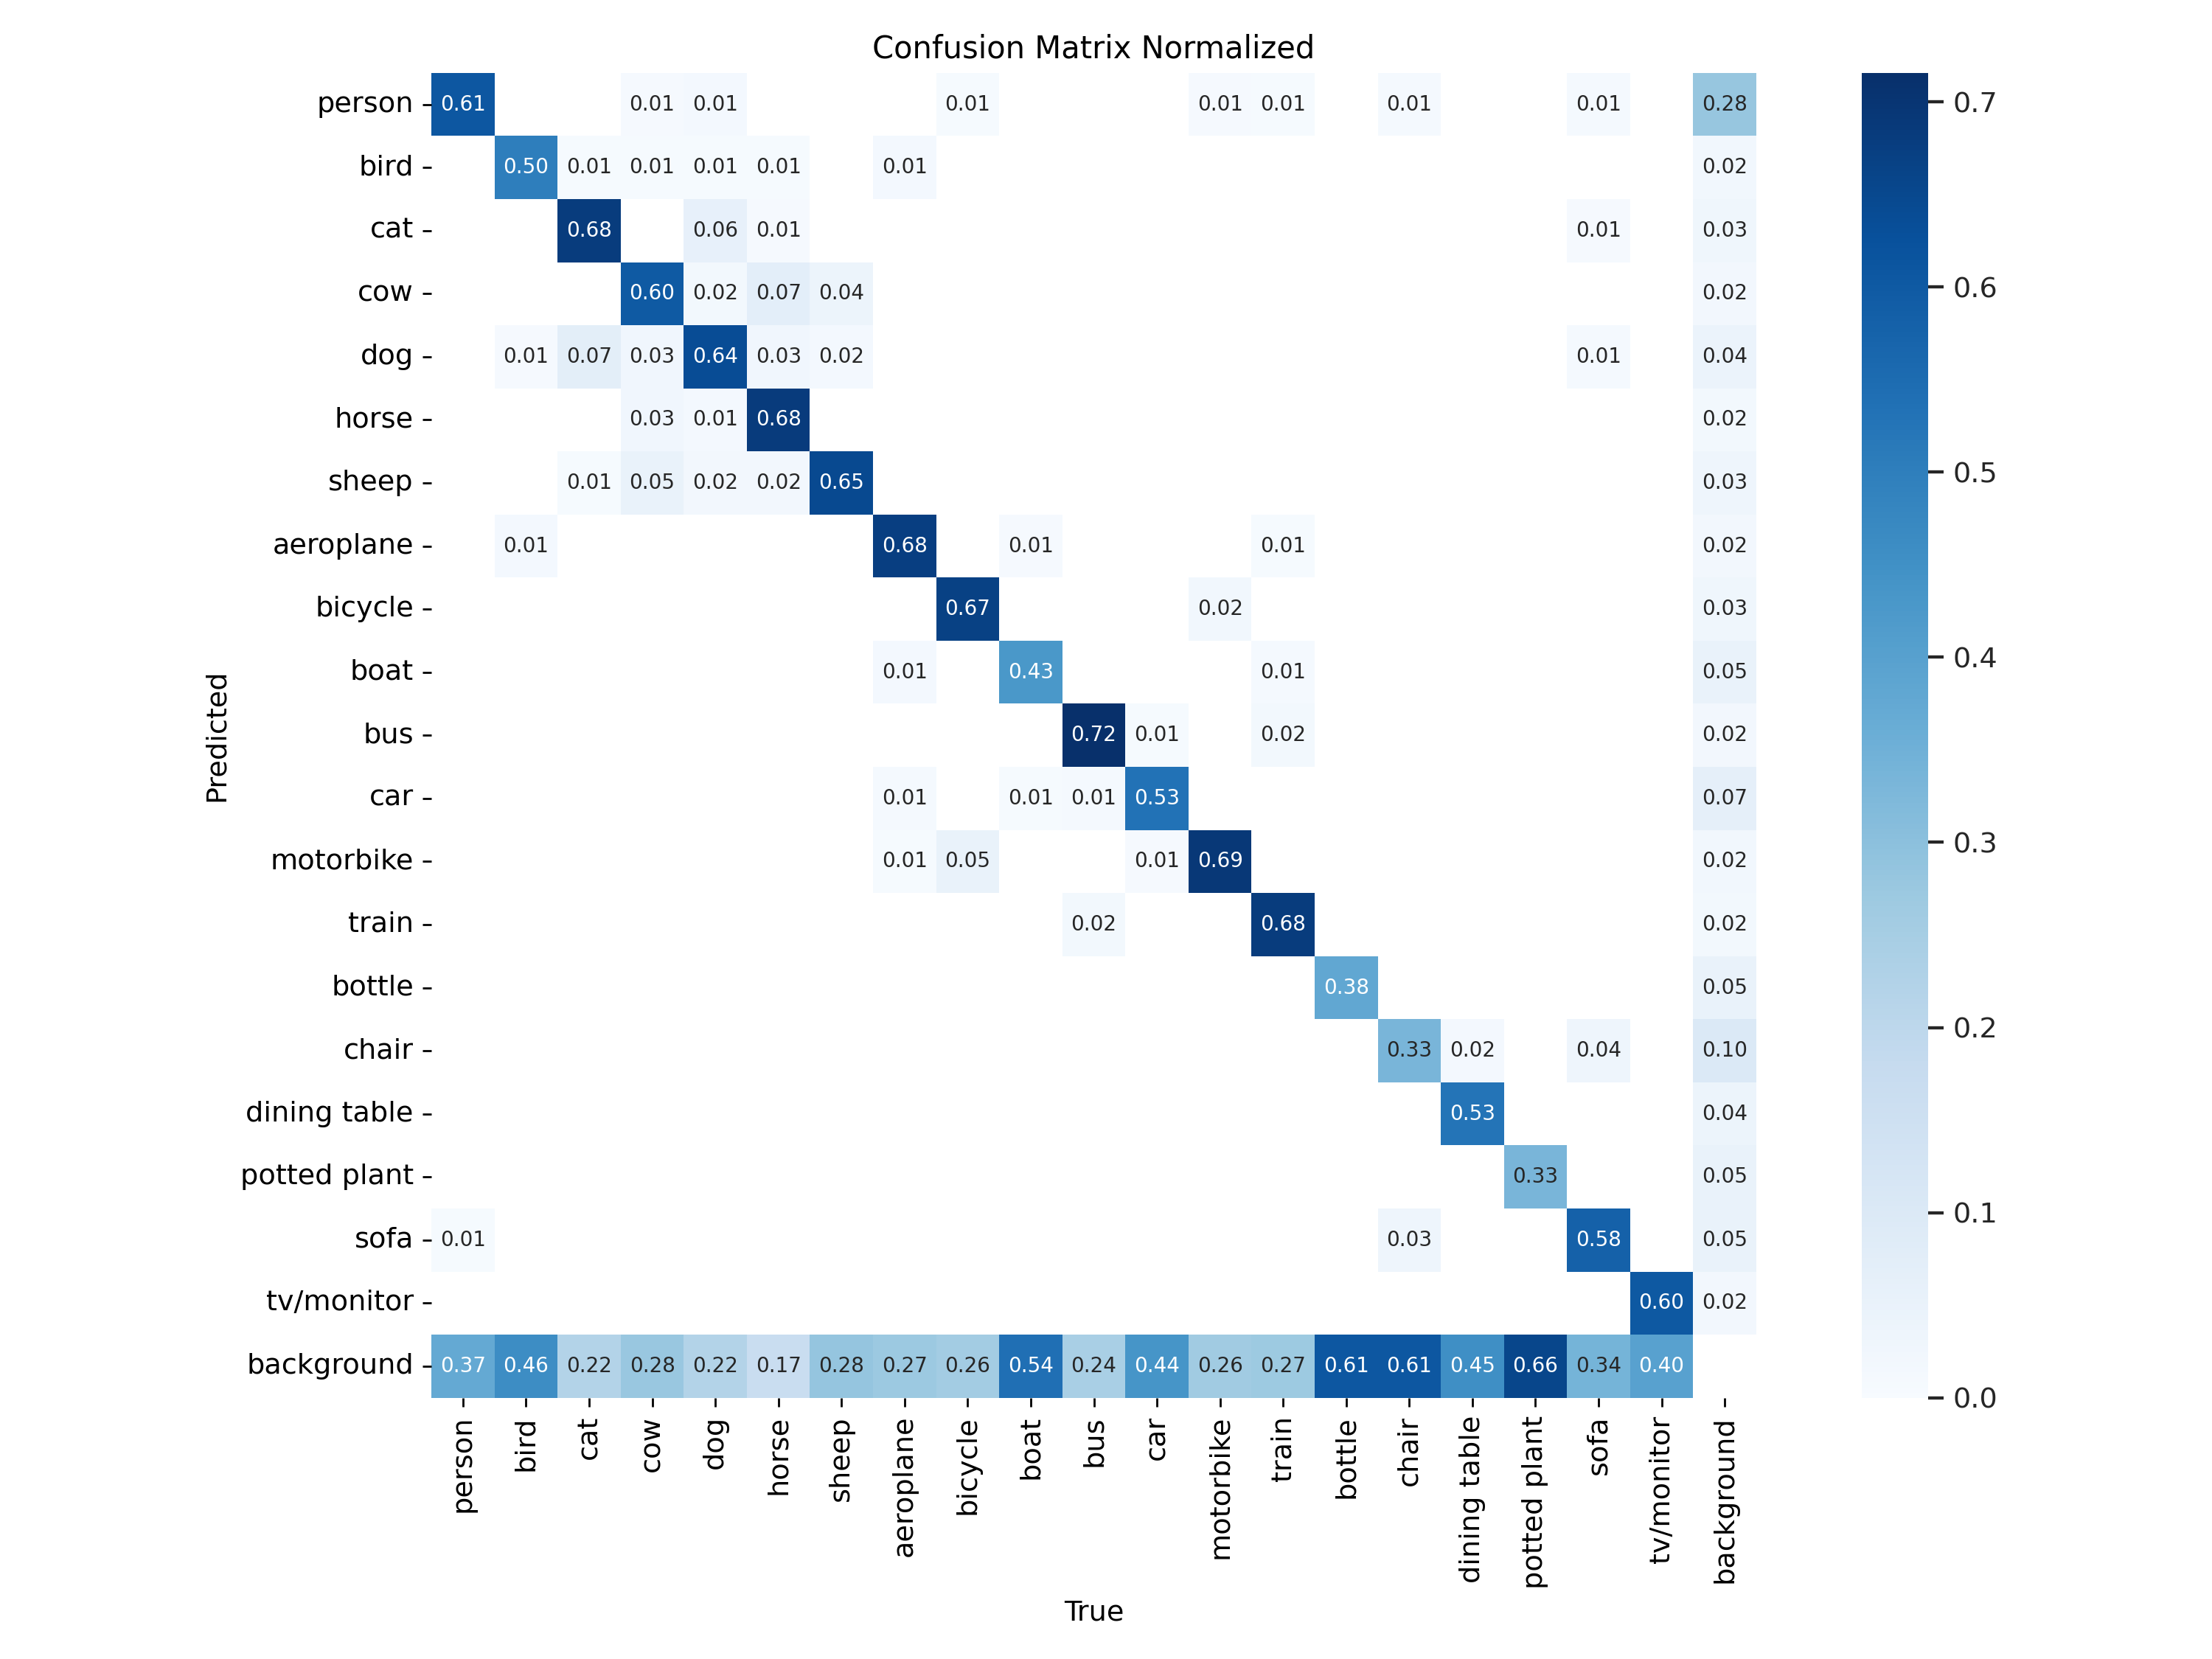 Confusion Matrix Normalized
person 0.61 0.01 0.01 0.01 0.01 0.01 0.01 0.01 0.28
bird 0.50 0.01 0.01 0.01 0.01 0.01 0.02
cat 0.68 0.06 0.01 0.01 0.03
cow 0.60 0.02 0.07 0.04 0.02
dog 0.01 0.07 0.03 0.64 0.03 0.02 0.01 0.04
horse 0.03 0.01 0.68 0.02
sheep 0.01 0.05 0.02 0.02 0.65 0.03
aeroplane 0.01 0.68 0.01 0.01 0.02
bicycle 0.67 0.02 0.03
boat 0.01 0.43 0.01 0.05
bus 0.72 0.01 0.02 0.02
car 0.01 0.01 0.01 0.53 0.07
motorbike 0.01 0.05 0.01 0.69 0.02
train 0.02 0.68 0.02
bottle 0.38 0.05
chair 0.33 0.02 0.04 0.10
dining table 0.53 0.04
potted plant 0.33 0.05
sofa 0.01 0.03 0.58 0.05
tv/monitor 0.60 0.02
background 0.37 0.46 0.22 0.28 0.22 0.17 0.28 0.27 0.26 0.54 0.24 0.44 0.26 0.27 0.61 0.61 0.45 0.66 0.34 0.40
Predicted
person
bird
cat
cow
dog
horse
sheep
aeroplane
bicycle
boat
bus
car
motorbike
train
bottle
chair
dining table
potted plant
sofa
tv/monitor
background
True
0.7
0.6
0.5
0.4
0.3
0.2
0.1
0.0